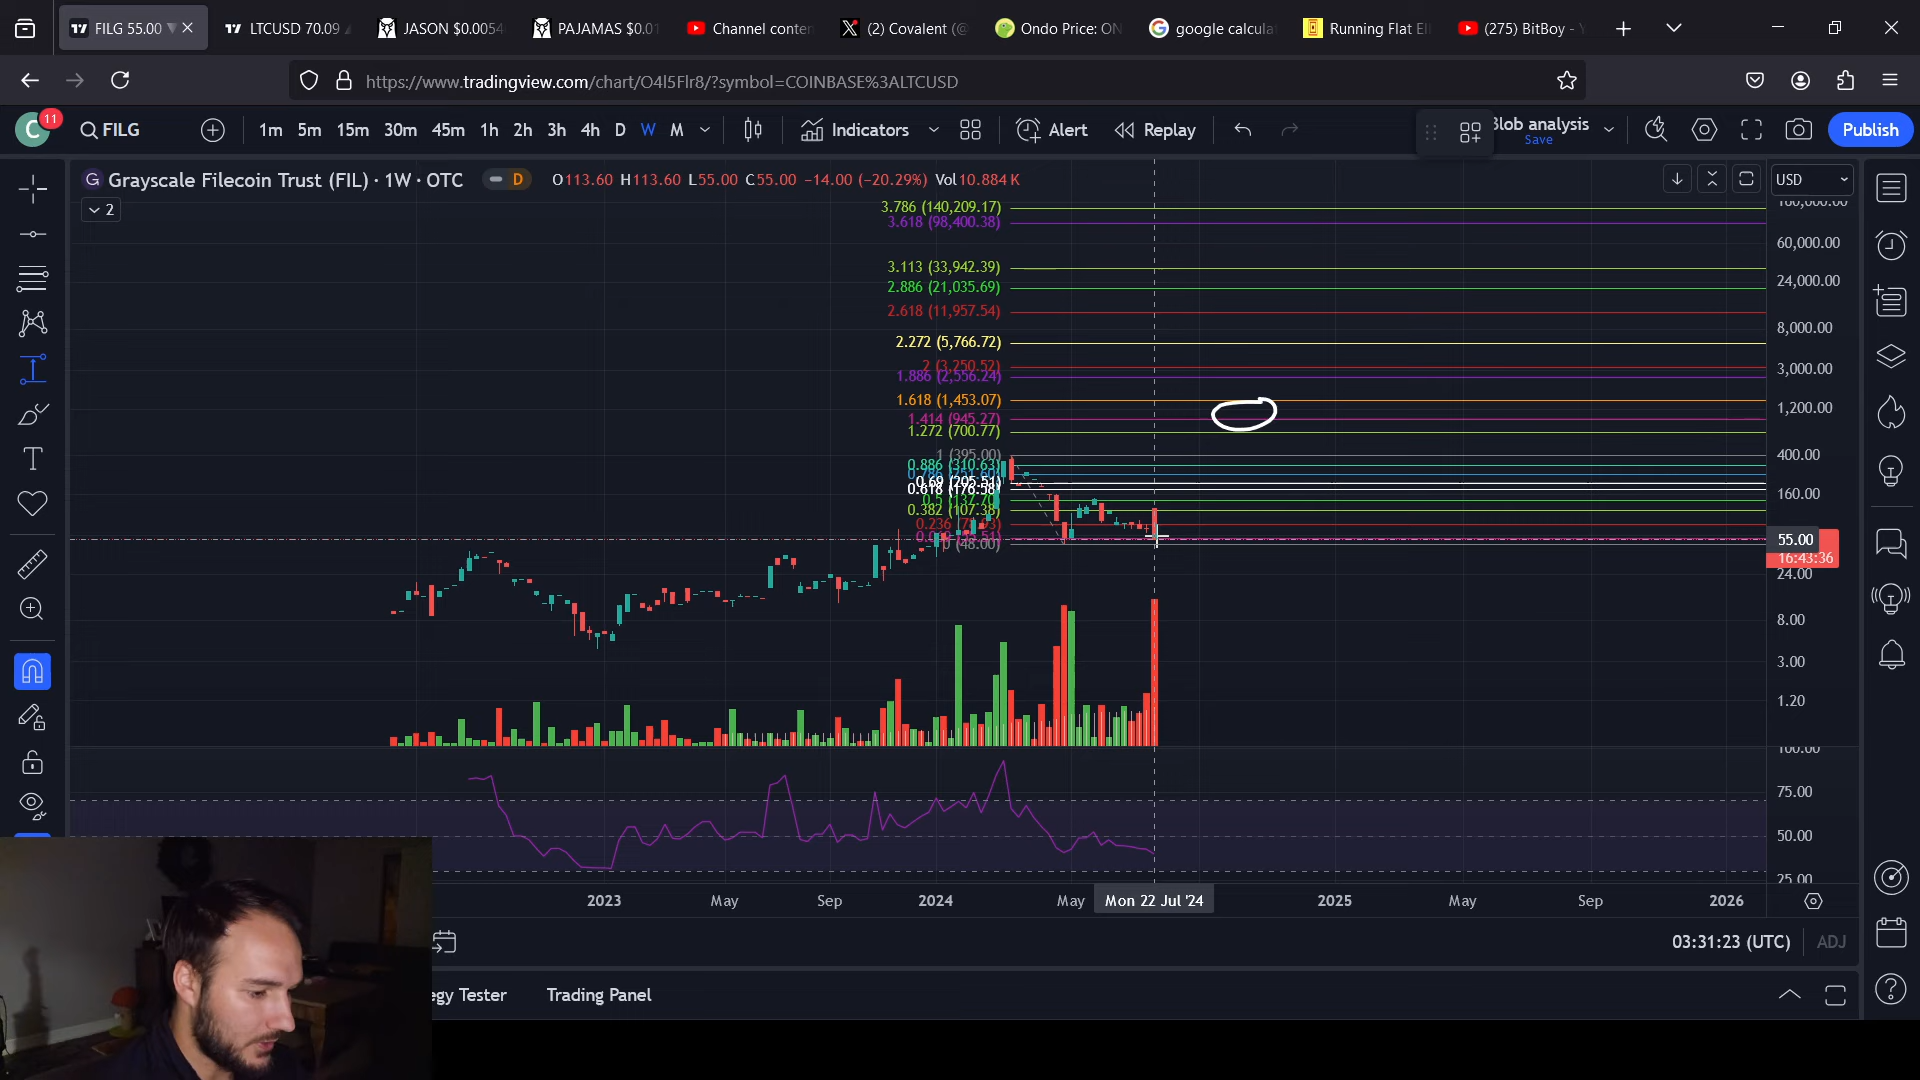 FILG 55.00
LTCUSD 70.09
JASON $0.0054
PAJAMAS $0.01
Channel conten
(2) Covalent (@
Ondo Price: ON
google calcula
Running Flat Ell
(275) BitBoy - Y
https://www.tradingview.com/chart/O4l5Flr8/?symbol=COINBASE%3ALTCUSD
C 11
FILG
1m 5m 15m 30m 45m 1h 2h 3h 4h D W M
Indicators
Alert
Replay
Blob analysis
Save
Publish
Grayscale Filecoin Trust (FIL) · 1W · OTC
D
O113.60 H113.60 L55.00 C55.00 −14.00 (−20.29%) Vol10.884 K
USD
2
3.786 (140,209.17)
3.618 (98,400.38)
3.113 (33,942.39)
2.886 (21,035.69)
2.618 (11,957.54)
2.272 (5,766.72)
2 (3,250.52)
1.886 (2,556.24)
1.618 (1,453.07)
1.414 (945.27)
1.272 (700.77)
1 (395.00)
0.886 (310.63)
0.69 (205.51)
0.618 (176.58)
0.5 (137.70)
0.382 (107.38)
0 (48.00)
100,000.00
60,000.00
24,000.00
8,000.00
3,000.00
1,200.00
400.00
160.00
55.00
16:43:36
24.00
8.00
3.00
1.20
100.00
75.00
50.00
25.00
2023 May Sep 2024 May Mon 22 Jul '24 2025 May Sep 2026
03:31:23 (UTC)
ADJ
egy Tester
Trading Panel